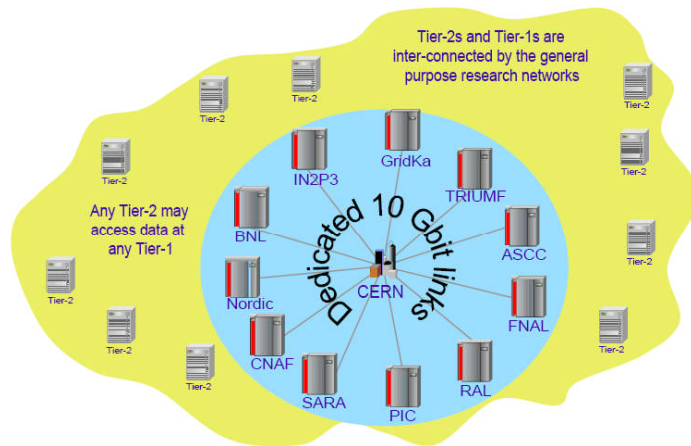 Tier-2s and Tier-1s are
inter-connected by the general
purpose research networks
Tier-2
Tier-2
Tier-2
Tier-2
Tier-2
GridKa
IN2P3
TRIUMF
Any Tier-2 may
access data at
any Tier-1
BNL
Dedicated 10 Gbit links
ASCC
Tier-2
Tier-2
Nordic
CERN
FNAL
Tier-2
Tier-2
CNAF
Tier-2
Tier-2
SARA
PIC
RAL